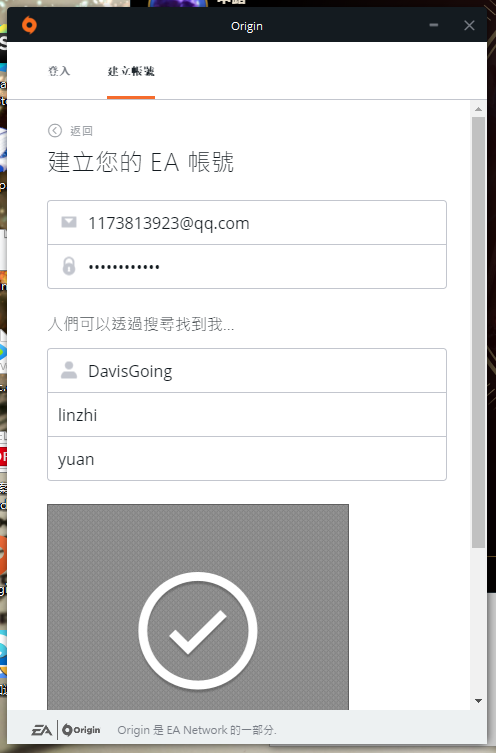 Origin
登入 建立帳號
返回
建立您的 EA 帳號
1173813923@qq.com
••••••••••••
人們可以透過搜尋找到我...
DavisGoing
linzhi
yuan
EA Origin Origin 是 EA Network 的一部分.